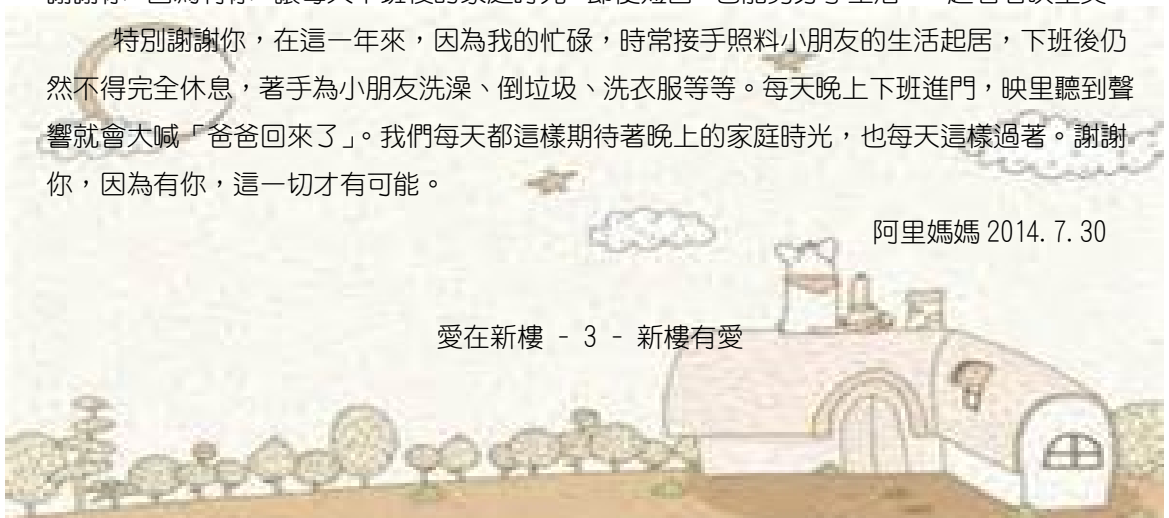 特別謝謝你，在這一年來，因為我的忙碌，時常接手照料小朋友的生活起居，下班後仍
然不得完全休息，著手為小朋友洗澡、倒垃圾、洗衣服等等。每天晚上下班進門，映里聽到聲
響就會大喊「爸爸回來了」。我們每天都這樣期待著晚上的家庭時光，也每天這樣過著。謝謝
你，因為有你，這一切才有可能。
阿里媽媽 2014.7.30
愛在新樓 - 3 - 新樓有愛